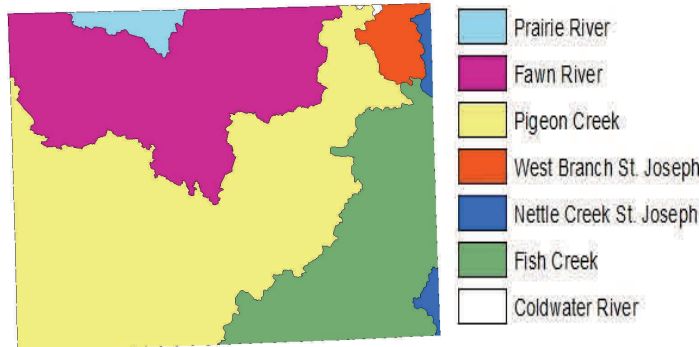 Prairie River
Fawn River
Pigeon Creek
West Branch St. Joseph
Nettle Creek St. Joseph
Fish Creek
Coldwater River